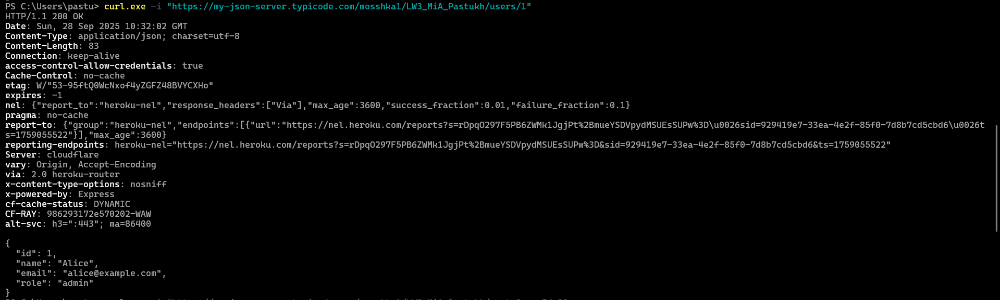 PS C:\Users\pastu> curl.exe -i "https://my-json-server.typicode.com/mosshka1/LW3_MiA_Pastukh/users/1"
HTTP/1.1 200 OK
Date: Sun, 28 Sep 2025 10:32:02 GMT
Content-Type: application/json; charset=utf-8
Content-Length: 83
Connection: keep-alive
access-control-allow-credentials: true
Cache-Control: no-cache
etag: W/"53-95ftQ0WcNxof4yZGFZ48BVYCXHo"
expires: -1
nel: {"report_to":"heroku-nel","response_headers":["Via"],"max_age":3600,"success_fraction":0.01,"failure_fraction":0.1}
pragma: no-cache
report-to: {"group":"heroku-nel","endpoints":[{"url":"https://nel.heroku.com/reports?s=rDpqO297F5PB6ZWMk1JgjPt%2BmueYSDVpydMSUEsSUPw%3D\u0026sid=929419e7-33ea-4e2f-85f0-7d8b7cd5cbd6\u0026t
s=1759055522"}],"max_age":3600}
reporting-endpoints: heroku-nel="https://nel.heroku.com/reports?s=rDpqO297F5PB6ZWMk1JgjPt%2BmueYSDVpydMSUEsSUPw%3D&sid=929419e7-33ea-4e2f-85f0-7d8b7cd5cbd6&ts=1759055522"
Server: cloudflare
vary: Origin, Accept-Encoding
via: 2.0 heroku-router
x-content-type-options: nosniff
x-powered-by: Express
cf-cache-status: DYNAMIC
CF-RAY: 986293172e570202-WAW
alt-svc: h3=":443"; ma=86400
{
"id": 1,
"name": "Alice",
"email": "alice@example.com",
"role": "admin"
}